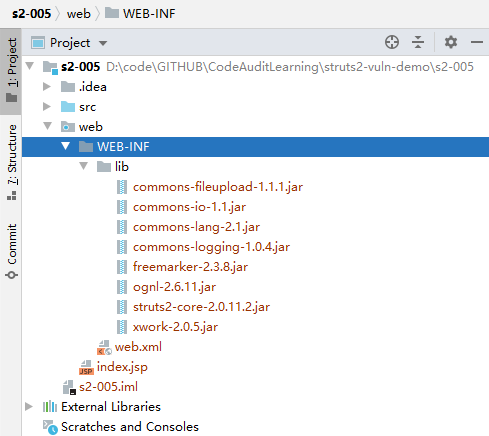 s2-005 > web > WEB-INF
Project
1: Project
7: Structure
Commit
s2-005 D:\code\GITHUB\CodeAuditLearning\struts2-vuln-demo\s2-005
.idea
src
web
WEB-INF
lib
commons-fileupload-1.1.1.jar
commons-io-1.1.jar
commons-lang-2.1.jar
commons-logging-1.0.4.jar
freemarker-2.3.8.jar
ognl-2.6.11.jar
struts2-core-2.0.11.2.jar
xwork-2.0.5.jar
web.xml
JSP index.jsp
s2-005.iml
External Libraries
Scratches and Consoles